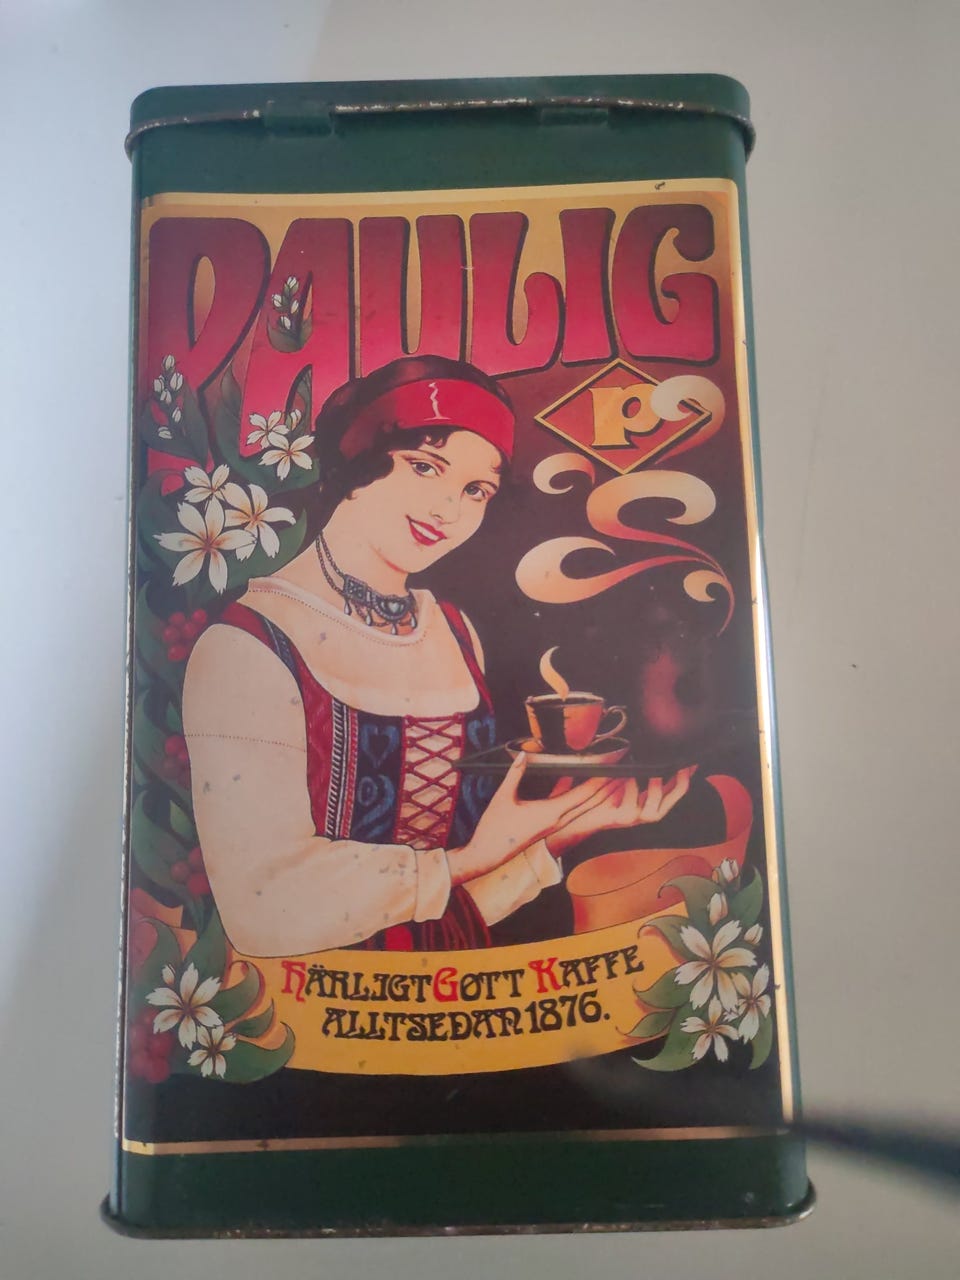 PAULIG
P
HÄRLIGT GOTT KAFFE
ALLTSEDAN 1876.